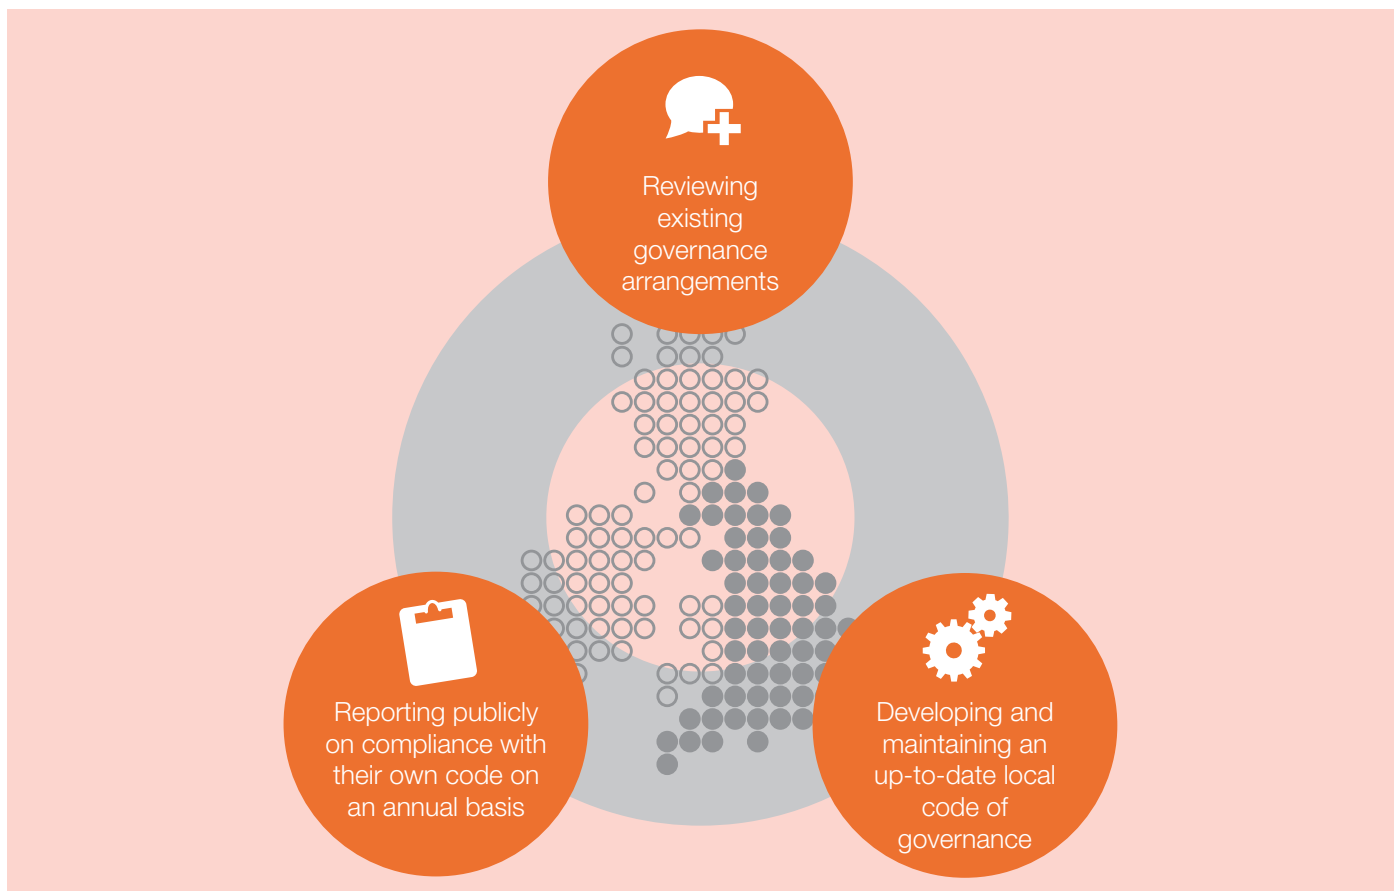 Reviewing
existing
governance
arrangements
Reporting publicly
on compliance with
their own code on
an annual basis
Developing and
maintaining an
up-to-date local
code of
governance